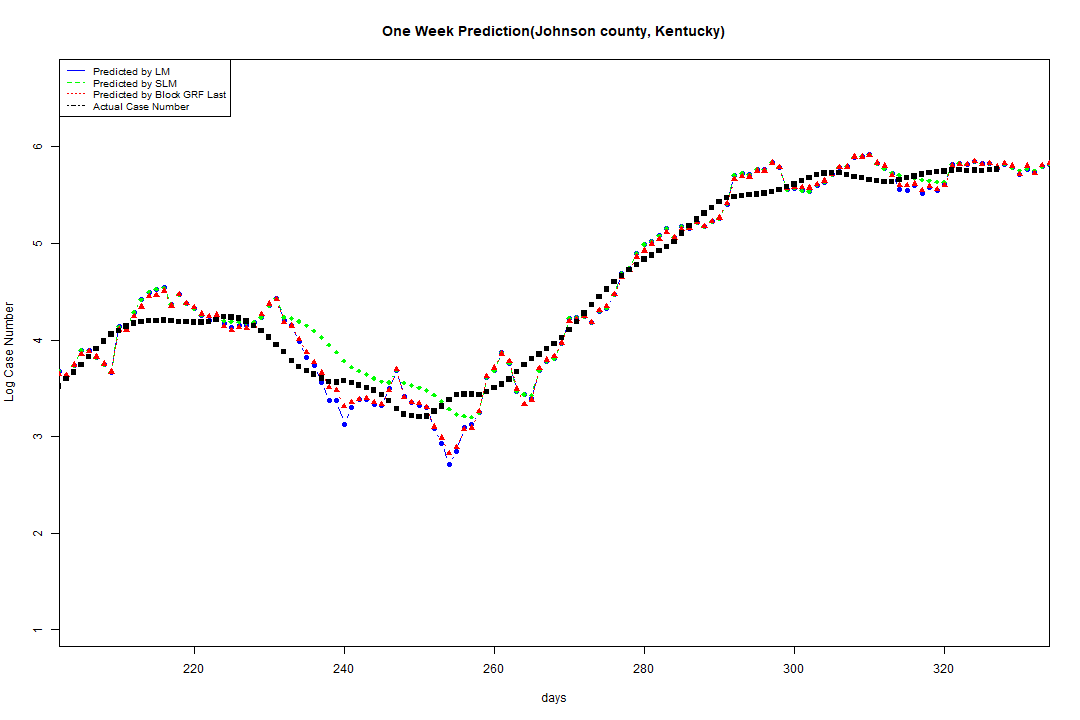 One Week Prediction(Johnson county, Kentucky)
Predicted by LM
Predicted by SLM
Predicted by Block GRF Last
Actual Case Number
Log Case Number
6
5
4
3
2
1
220 240 260 280 300 320
days